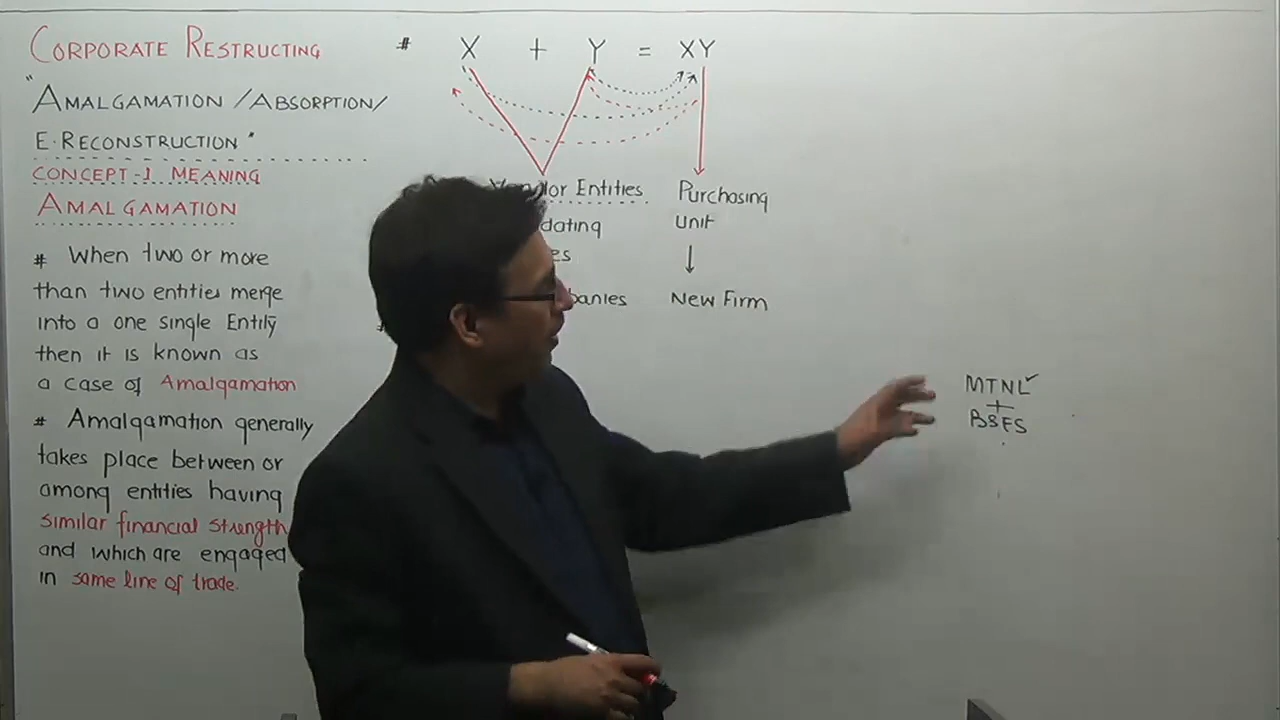 CORPORATE RESTRUCTING
"AMALGAMATION /ABSORPTION/
E.RECONSTRUCTION"
CONCEPT-1 MEANING
AMALGAMATION
# When two or more
than two entities merge
into a one single Entity
then it is known as
a case of Amalgamation
# Amalgamation generally
takes place between or
among entities having
similar financial strength
and which are engaged
in same line of trade.
# X + Y = XY
Entities
Purchasing
unit
↓
New Firm
MTNL✓
+
BSES